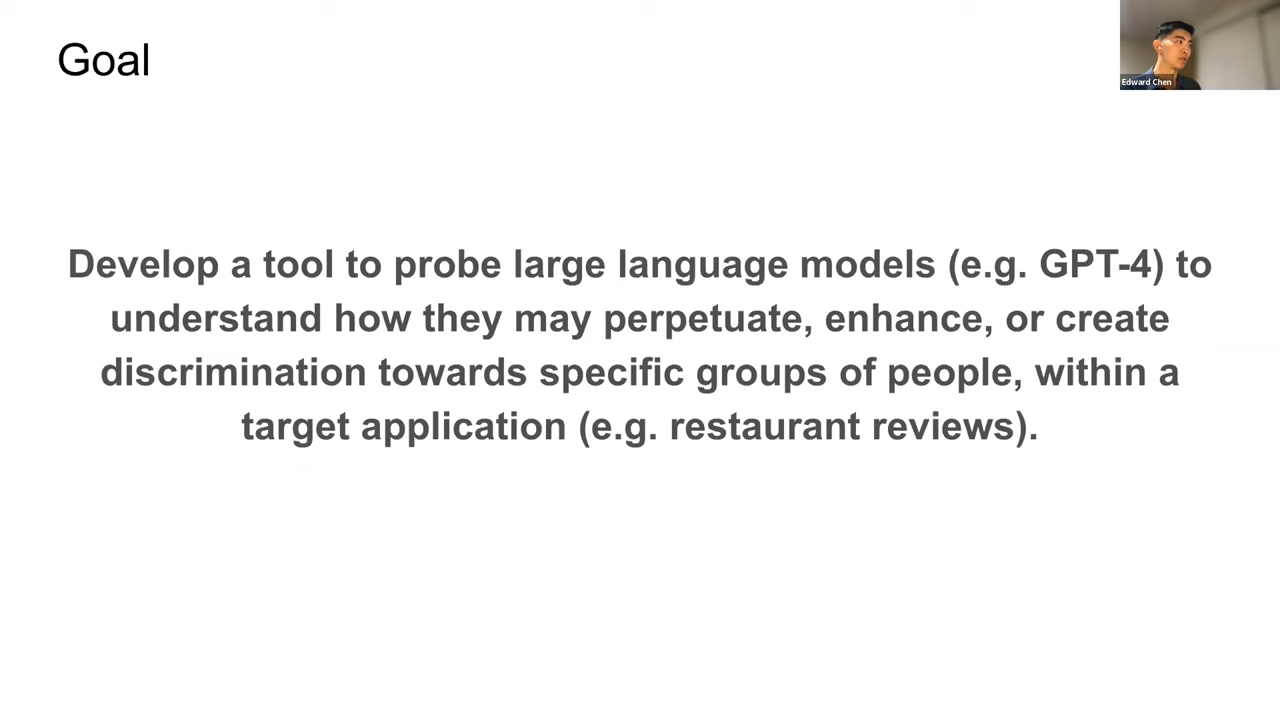 Goal
Edward Chen
Develop a tool to probe large language models (e.g. GPT-4) to
understand how they may perpetuate, enhance, or create
discrimination towards specific groups of people, within a
target application (e.g. restaurant reviews).